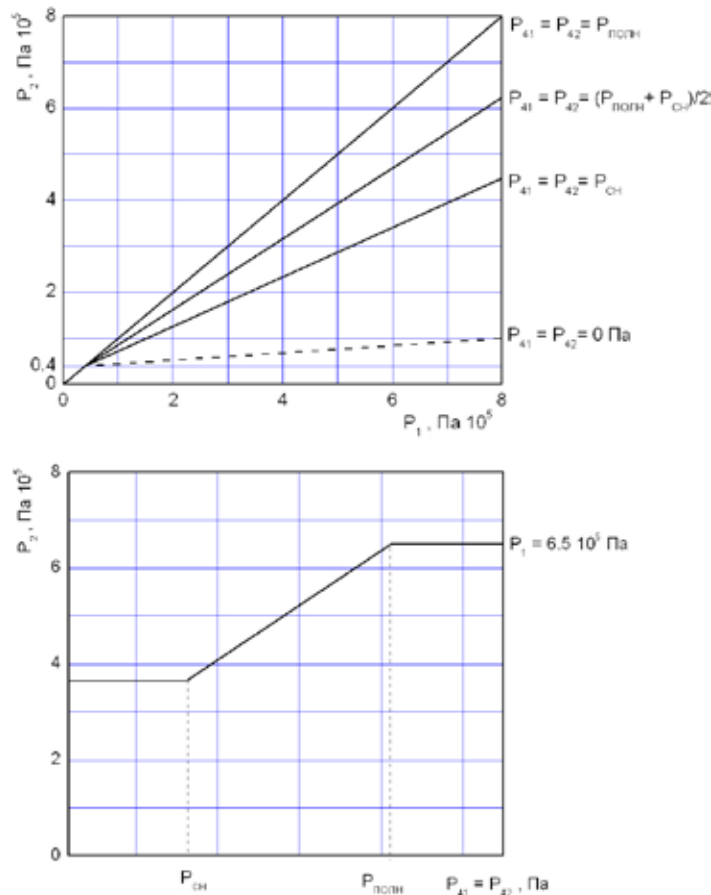 8
P₂, Па 10⁵
6
4
2
0.4
0
0
2
4
6
8
P₁, Па 10⁵
P₄₁ = P₄₂ = Pполн
P₄₁ = P₄₂ = (Pполн + Pсн)/2
P₄₁ = P₄₂ = Pсн
P₄₁ = P₄₂ = 0 Па
8
P₂, Па 10⁵
6
4
2
0
P₁ = 6.5 10⁵ Па
Pсн
Pполн
P₄₁ = P₄₂, Па